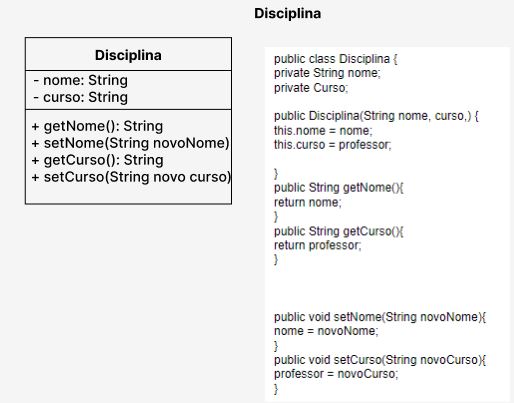 Disciplina
Disciplina
- nome: String
- curso: String
+ getNome(): String
+ setNome(String novoNome)
+ getCurso(): String
+ setCurso(String novo curso)
public class Disciplina {
private String nome;
private Curso;
public Disciplina(String nome, curso,) {
this.nome = nome;
this.curso = professor;
}
public String getNome(){
return nome;
}
public String getCurso(){
return professor;
}
public void setNome(String novoNome){
nome = novoNome;
}
public void setCurso(String novoCurso){
professor = novoCurso;
}